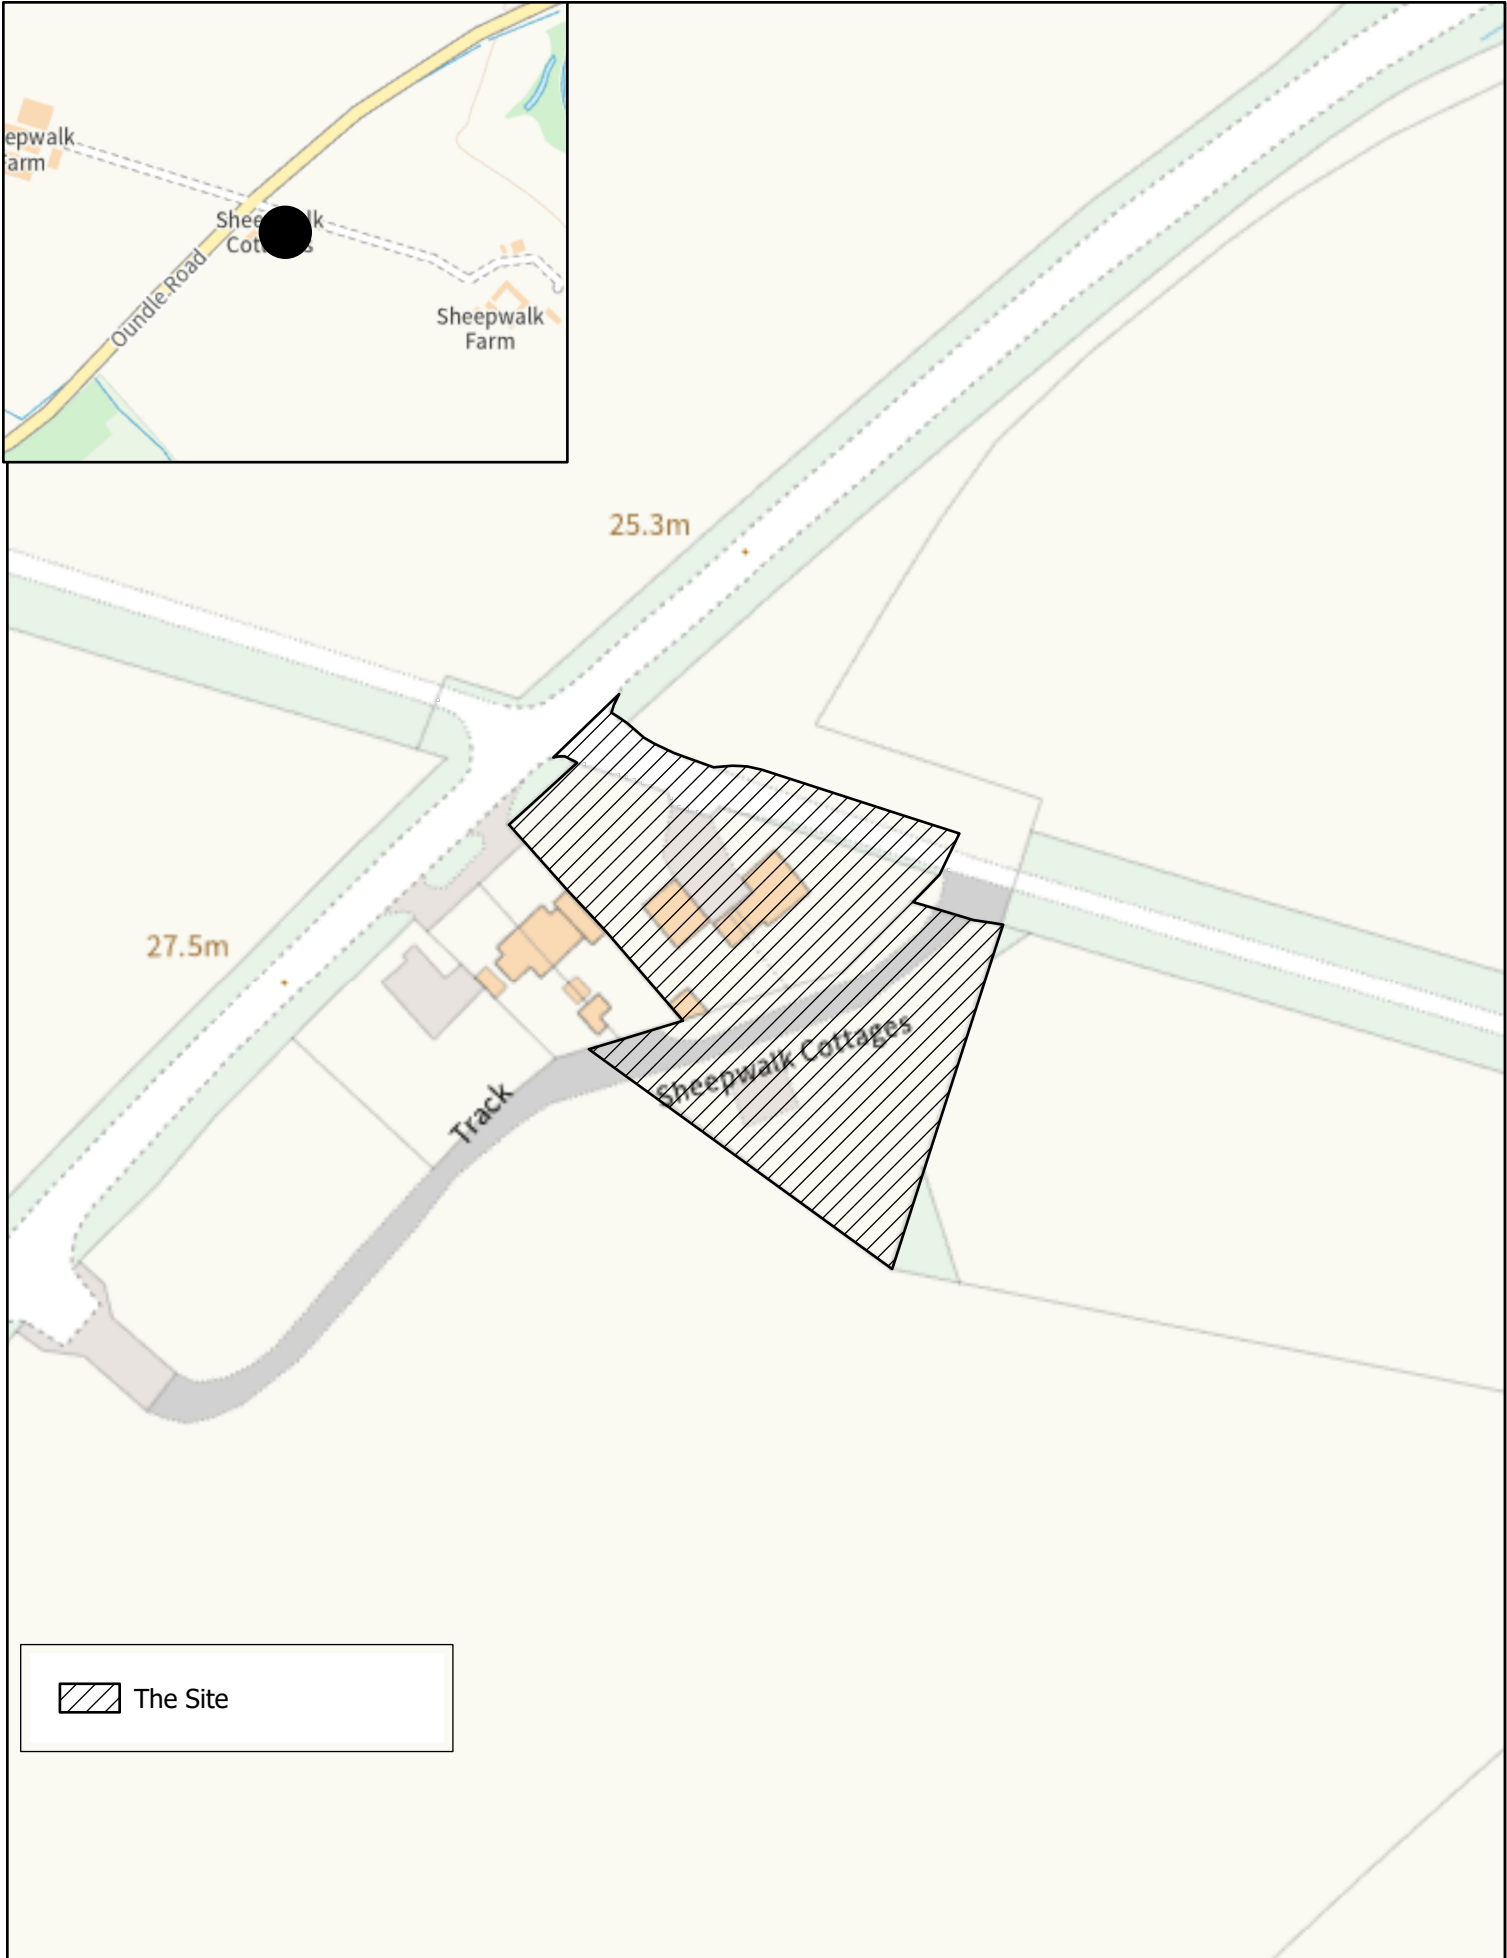 epwalk
arm
Oundle Road
Sheepwalk
Farm
25.3m
27.5m
Sheepwalk Cottages
Track
The Site